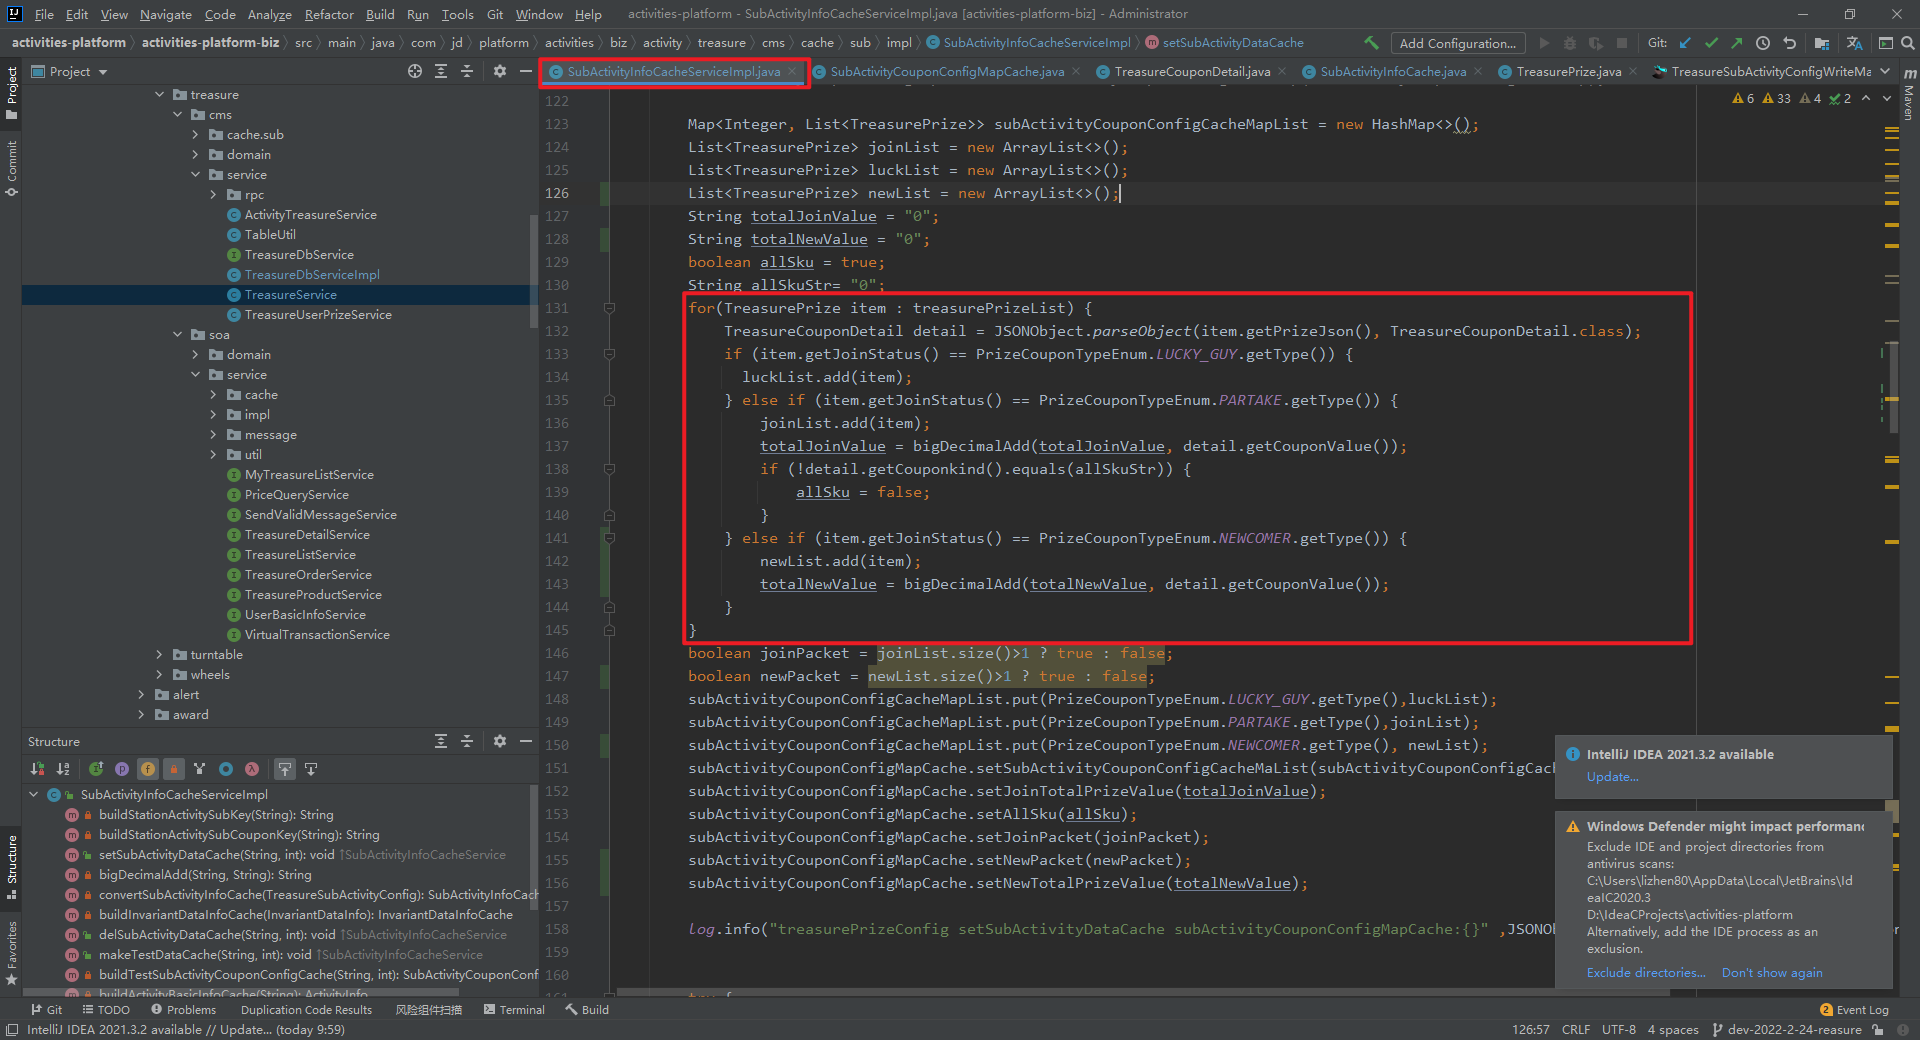 File Edit View Navigate Code Analyze Refactor Build Run Tools Git Window Help activities-platform - SubActivityInfoCacheServiceImpl.java [activities-platform-biz] - Administrator
activities-platform activities-platform-biz src main java com jd platform activities biz activity treasure cms cache sub impl SubActivityInfoCacheServiceImpl setSubActivityDataCache Add Configuration... Git:
Project
SubActivityInfoCacheServiceImpl.java SubActivityCouponConfigMapCache.java TreasureCouponDetail.java SubActivityInfoCache.java TreasurePrize.java TreasureSubActivityConfigWriteMa
6 33 4 2
Project
Commit
Structure
Favorites
Maven
treasure
cms
cache.sub
domain
service
rpc
ActivityTreasureService
TableUtil
TreasureDbService
TreasureDbServiceImpl
TreasureService
TreasureUserPrizeService
soa
domain
service
cache
impl
message
util
MyTreasureListService
PriceQueryService
SendValidMessageService
TreasureDetailService
TreasureListService
TreasureOrderService
TreasureProductService
UserBasicInfoService
VirtualTransactionService
turntable
wheels
alert
award
Structure
SubActivityInfoCacheServiceImpl
buildStationActivitySubKey(String): String
buildStationActivitySubCouponKey(String): String
setSubActivityDataCache(String, int): void ↑SubActivityInfoCacheService
bigDecimalAdd(String, String): String
convertSubActivityInfoCache(TreasureSubActivityConfig): SubActivityInfoCach
buildInvariantDataInfoCache(InvariantDataInfo): InvariantDataInfoCache
delSubActivityDataCache(String, int): void ↑SubActivityInfoCacheService
makeTestDataCache(String, int): void ↑SubActivityInfoCacheService
buildTestSubActivityCouponConfigCache(String, int): SubActivityCouponConf
buildActivityBasicInfoCache(String): ActivityInfo
122
123 Map<Integer, List<TreasurePrize>> subActivityCouponConfigCacheMapList = new HashMap<>();
124 List<TreasurePrize> joinList = new ArrayList<>();
125 List<TreasurePrize> luckList = new ArrayList<>();
126 List<TreasurePrize> newList = new ArrayList<>();
127 String totalJoinValue = "0";
128 String totalNewValue = "0";
129 boolean allSku = true;
130 String allSkuStr= "0";
131 for(TreasurePrize item : treasurePrizeList) {
132 TreasureCouponDetail detail = JSONObject.parseObject(item.getPrizeJson(), TreasureCouponDetail.class);
133 if (item.getJoinStatus() == PrizeCouponTypeEnum.LUCKY_GUY.getType()) {
134 luckList.add(item);
135 } else if (item.getJoinStatus() == PrizeCouponTypeEnum.PARTAKE.getType()) {
136 joinList.add(item);
137 totalJoinValue = bigDecimalAdd(totalJoinValue, detail.getCouponValue());
138 if (!detail.getCouponkind().equals(allSkuStr)) {
139 allSku = false;
140 }
141 } else if (item.getJoinStatus() == PrizeCouponTypeEnum.NEWCOMER.getType()) {
142 newList.add(item);
143 totalNewValue = bigDecimalAdd(totalNewValue, detail.getCouponValue());
144 }
145 }
146 boolean joinPacket = joinList.size()>1 ? true : false;
147 boolean newPacket = newList.size()>1 ? true : false;
148 subActivityCouponConfigCacheMapList.put(PrizeCouponTypeEnum.LUCKY_GUY.getType(),luckList);
149 subActivityCouponConfigCacheMapList.put(PrizeCouponTypeEnum.PARTAKE.getType(),joinList);
150 subActivityCouponConfigCacheMapList.put(PrizeCouponTypeEnum.NEWCOMER.getType(), newList);
151 subActivityCouponConfigMapCache.setSubActivityCouponConfigCacheMaList(subActivityCouponConfigCac
152 subActivityCouponConfigMapCache.setJoinTotalPrizeValue(totalJoinValue);
153 subActivityCouponConfigMapCache.setAllSku(allSku);
154 subActivityCouponConfigMapCache.setJoinPacket(joinPacket);
155 subActivityCouponConfigMapCache.setNewPacket(newPacket);
156 subActivityCouponConfigMapCache.setNewTotalPrizeValue(totalNewValue);
157
158 log.info("treasurePrizeConfig setSubActivityDataCache subActivityCouponConfigMapCache:{}" ,JSONOb
159
160
161 try {
IntelliJ IDEA 2021.3.2 available
Update...
Windows Defender might impact performanc
Exclude IDE and project directories from
antivirus scans:
C:\Users\lizhen80\AppData\Local\JetBrains\Id
eaIC2020.3
D:\IdeaCProjects\activities-platform
Alternatively, add the IDE process as an
exclusion.
Exclude directories... Don't show again
Git TODO Problems Duplication Code Results 风险组件扫描 Terminal Build 2 Event Log
IntelliJ IDEA 2021.3.2 available // Update... (today 9:59) 126:57 CRLF UTF-8 4 spaces dev-2022-2-24-reasure